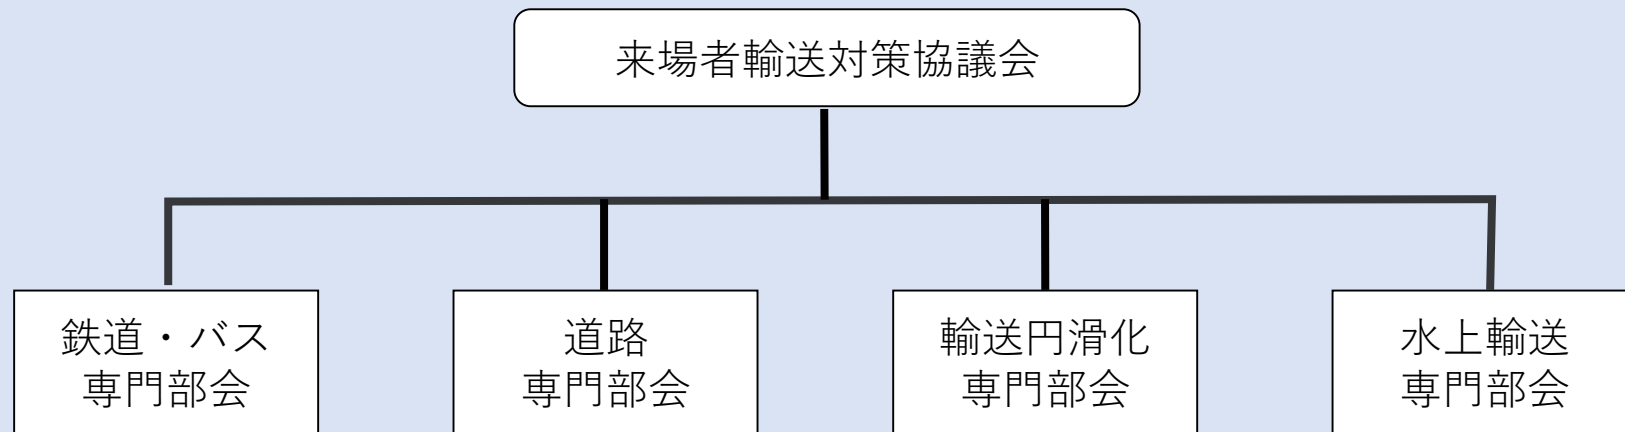 来場者輸送対策協議会
鉄道・バス
専門部会
道路
専門部会
輸送円滑化
専門部会
水上輸送
専門部会